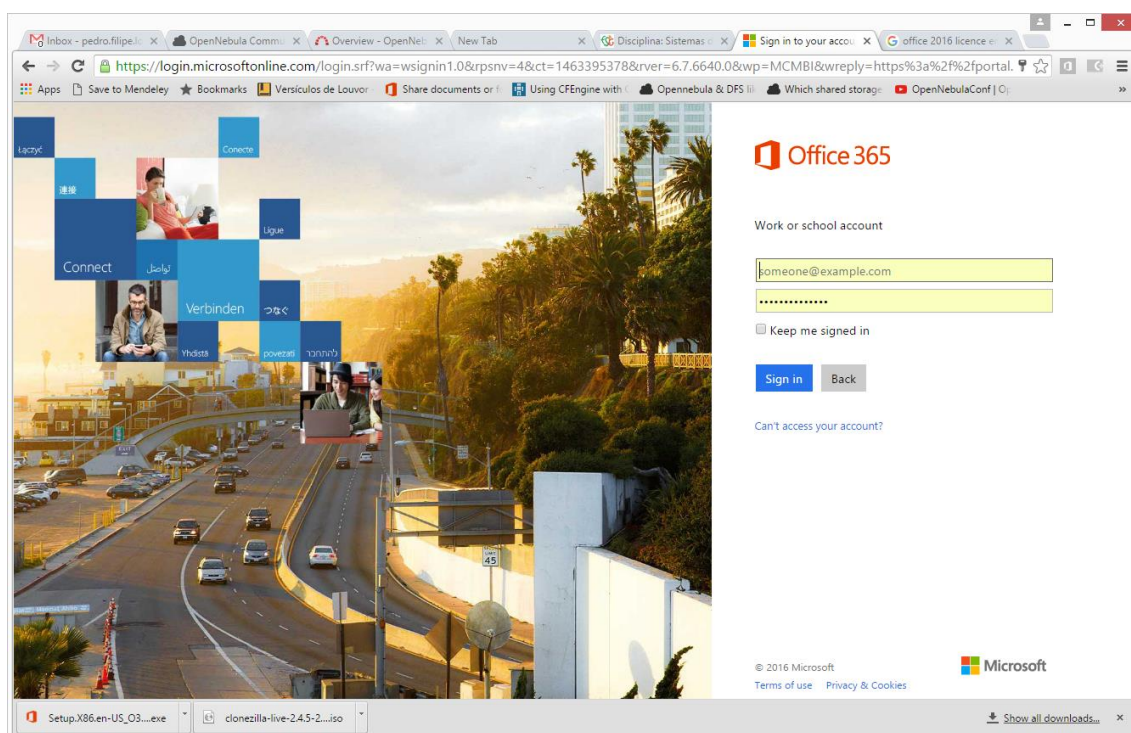 Inbox - pedro.filipe.lo
OpenNebula Commu
Overview - OpenNeb
New Tab
Disciplina: Sistemas d
Sign in to your accou
office 2016 licence e
https://login.microsoftonline.com/login.srf?wa=wsignin1.0&rpsnv=4&ct=1463395378&rver=6.7.6640.0&wp=MCMBI&wreply=https%3a%2f%2fportal.
Apps
Save to Mendeley
Bookmarks
Versículos de Louvor
Share documents or f
Using CFEngine with
Opennebula & DFS li
Which shared storage
OpenNebulaConf | Op
Łączyć
Conecte
連接
Ligue
Connect
تواصل
Verbinden
つなぐ
Yhdistä
povezati
להתחבר
EXIT
LIMIT
45
Office 365
Work or school account
someone@example.com
Keep me signed in
Sign in
Back
Can't access your account?
© 2016 Microsoft
Microsoft
Terms of use
Privacy & Cookies
Setup.X86.en-US_O3....exe
clonezilla-live-2.4.5-2....iso
Show all downloads...